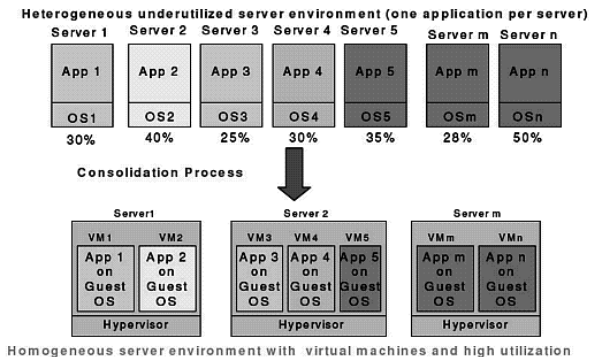 Heterogeneous underutilized server environment (one application per server)
Server 1 Server 2 Server 3 Server 4 Server 5 Server m Server n
App 1 App 2 App 3 App 4 App 5 App m App n
OS1 OS2 OS3 OS4 OS5 OSm OSn
30% 40% 25% 30% 35% 28% 50%
Consolidation Process
Server1 Server 2 Server m
VM1 VM2 VM3 VM4 VM5 VMm VMn
App 1 App 2 App 3 App 4 App 5 App m App n
on on on on on on on
Guest Guest Guest Guest Guest Guest Guest
OS OS OS OS OS OS OS
Hypervisor Hypervisor Hypervisor
Homogeneous server environment with virtual machines and high utilization